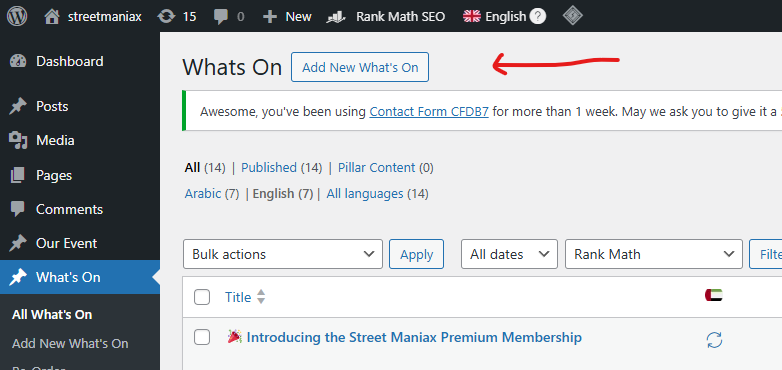 streetmaniax 15 0 + New Rank Math SEO English ?
Dashboard
Posts
Media
Pages
Comments
Our Event
What's On
All What's On
Add New What's On
Re-Order
Whats On Add New What's On
Awesome, you've been using Contact Form CFDB7 for more than 1 week. May we ask you to give it a
All (14) | Published (14) | Pillar Content (0)
Arabic (7) | English (7) | All languages (14)
Bulk actions Apply All dates Rank Math Filte
Title
Introducing the Street Maniax Premium Membership